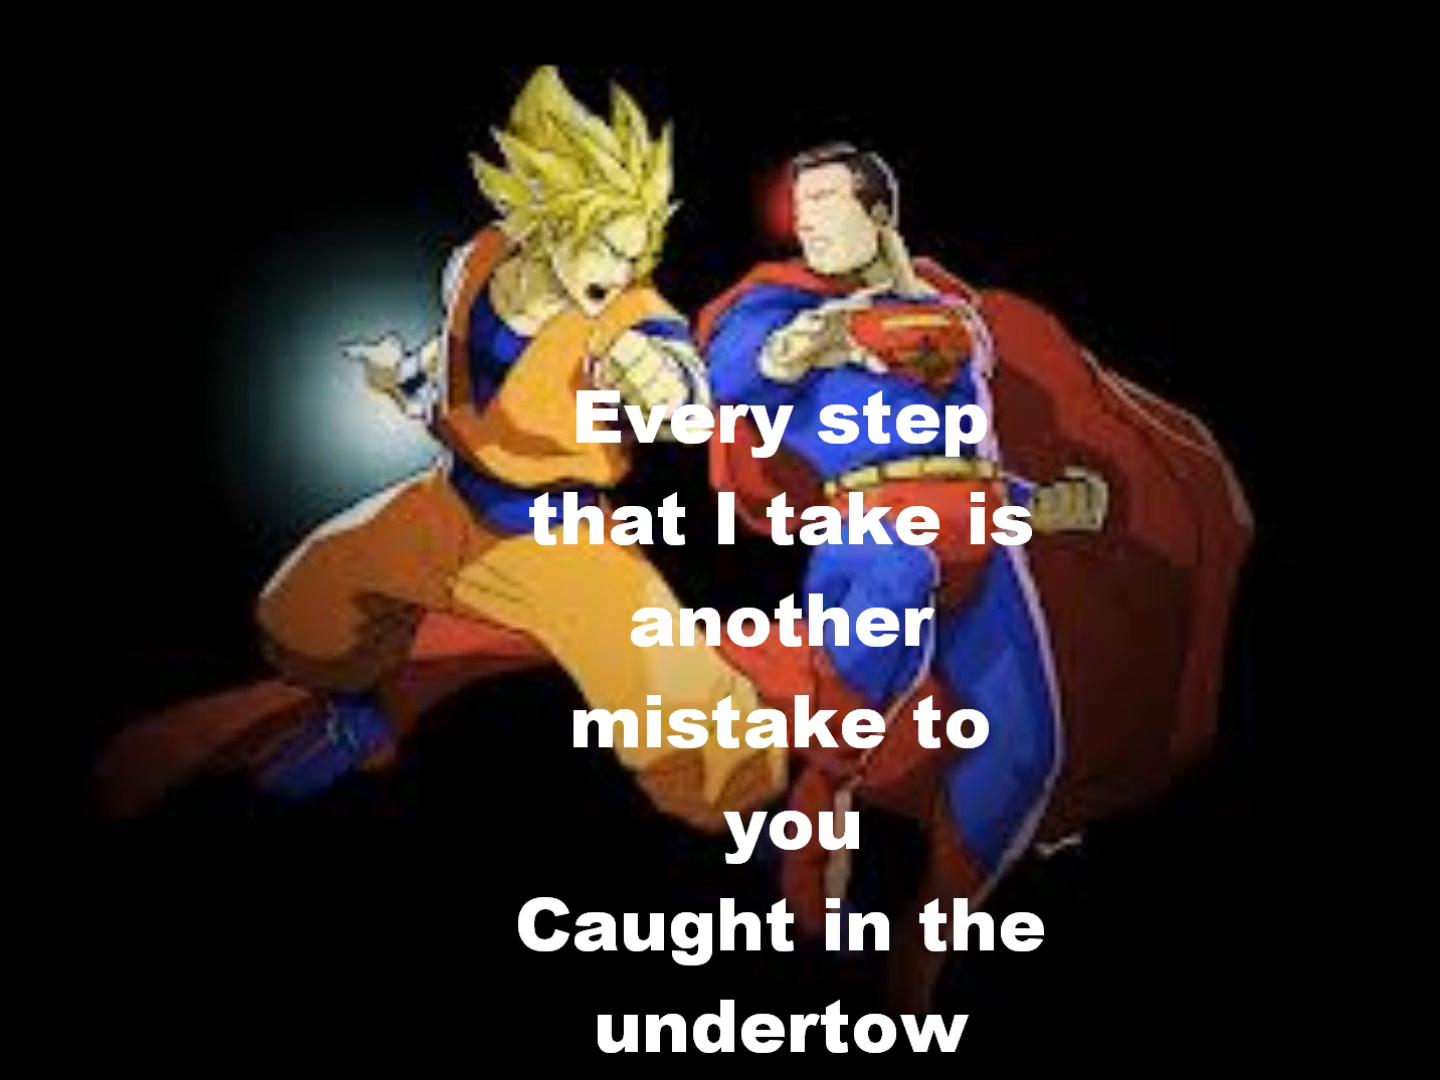 Every step
that I take is
another
mistake to
you
Caught in the
undertow